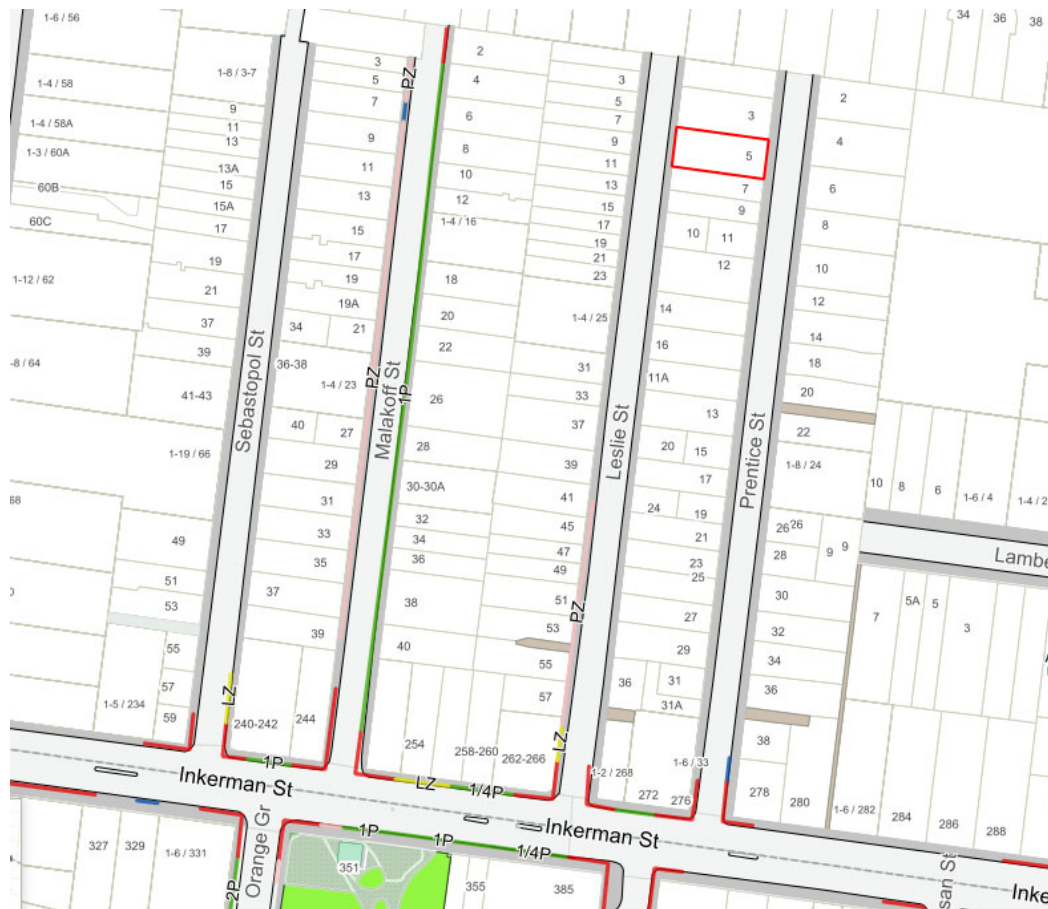 1-6 / 56
34
36
38
1-8 / 3-7
3
5
7
PZ
2
4
3
5
7
3
2
1-4 / 58
9
11
13
1-4 / 58A
1-3 / 60A
9
6
8
9
11
5
4
13A
15
60B
11
10
13
7
6
15A
13
12
15
9
60C
17
15
1-4 / 16
17
10
11
8
19
17
19
21
12
1-12 / 62
21
19
18
23
10
37
19A
20
1-4 / 25
14
12
34
21
22
16
14
-8 / 64
39
36-38
1-4 / 23
PZ
1P
31
11A
18
41-43
26
33
20
Sebastopol St
Malakoff St
Leslie St
Prentice St
40
27
28
37
13
22
1-19 / 66
29
39
20
15
1-8 / 24
68
31
30-30A
41
17
10
8
6
1-6 / 4
1-4 / 2
32
24
19
49
33
34
45
21
26
26
35
36
47
23
28
9
9
Lambe
51
37
49
25
53
38
51
30
7
5A
5
3
39
PZ
53
27
32
55
40
55
29
34
57
LZ
57
36
31
36
1-5 / 234
59
240-242
244
31A
254
258-260
262-266
LZ
38
1P
1-2 / 268
1-6 / 33
Inkerman St
LZ
1/4P
272
276
278
280
1-6 / 282
284
286
288
Inkerman St
327
329
1-6 / 331
Orange Gr
2P
1P
1P
1/4P
351
355
385
san St
Inke